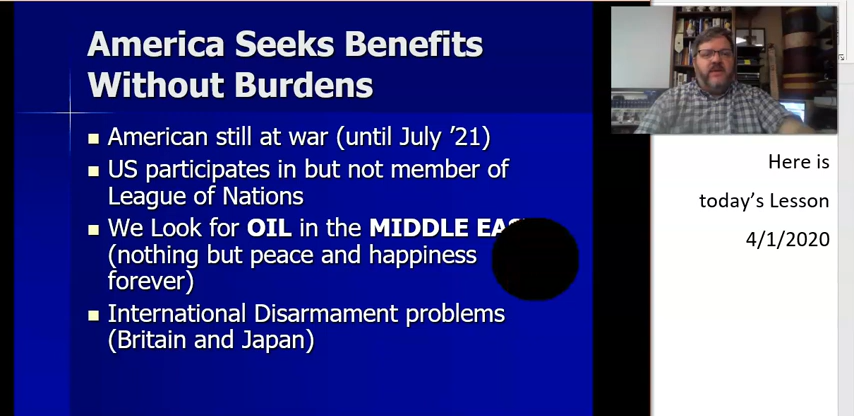 America Seeks Benefits
Without Burdens
American still at war (until July ’21)
US participates in but not member of
League of Nations
We Look for OIL in the MIDDLE
(nothing but peace and happiness
forever)
International Disarmament problems
(Britain and Japan)
Here is
today’s Lesson
4/1/2020